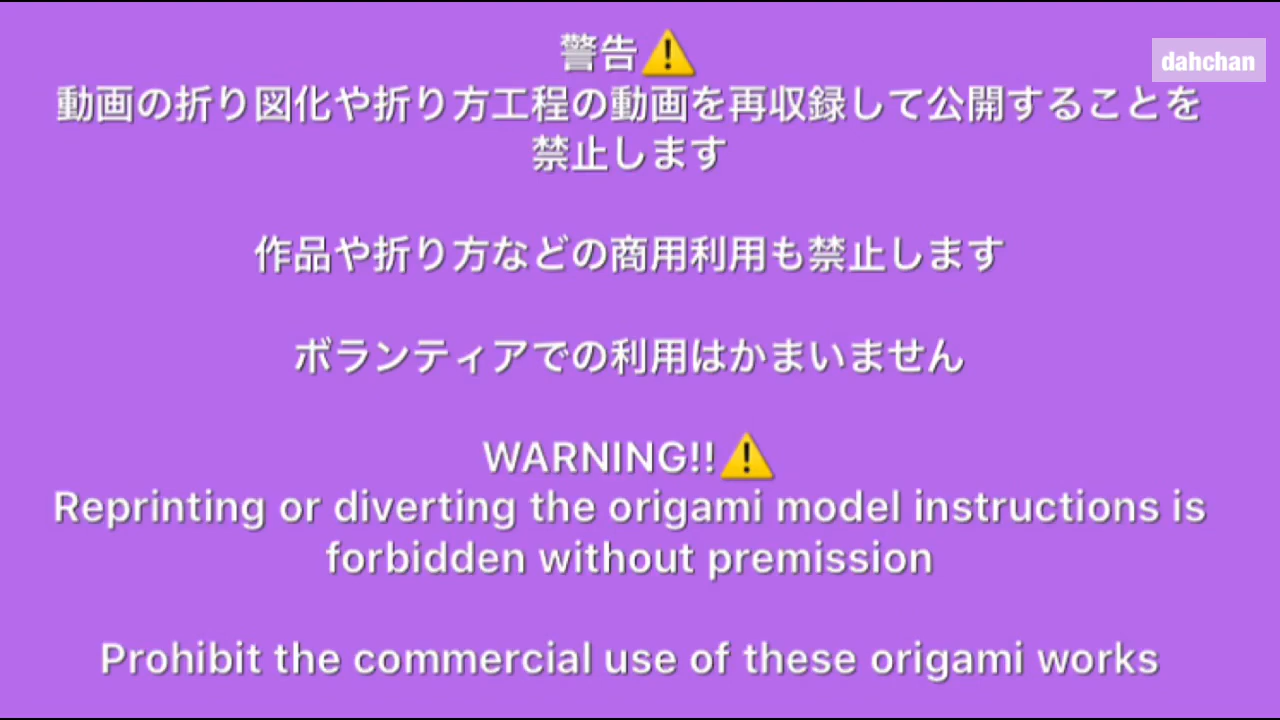 警告⚠️
dahchan
動画の折り図化や折り方工程の動画を再収録して公開することを
禁止します
作品や折り方などの商用利用も禁止します
ボランティアでの利用はかまいません
WARNING!!⚠️
Reprinting or diverting the origami model instructions is
forbidden without premission
Prohibit the commercial use of these origami works